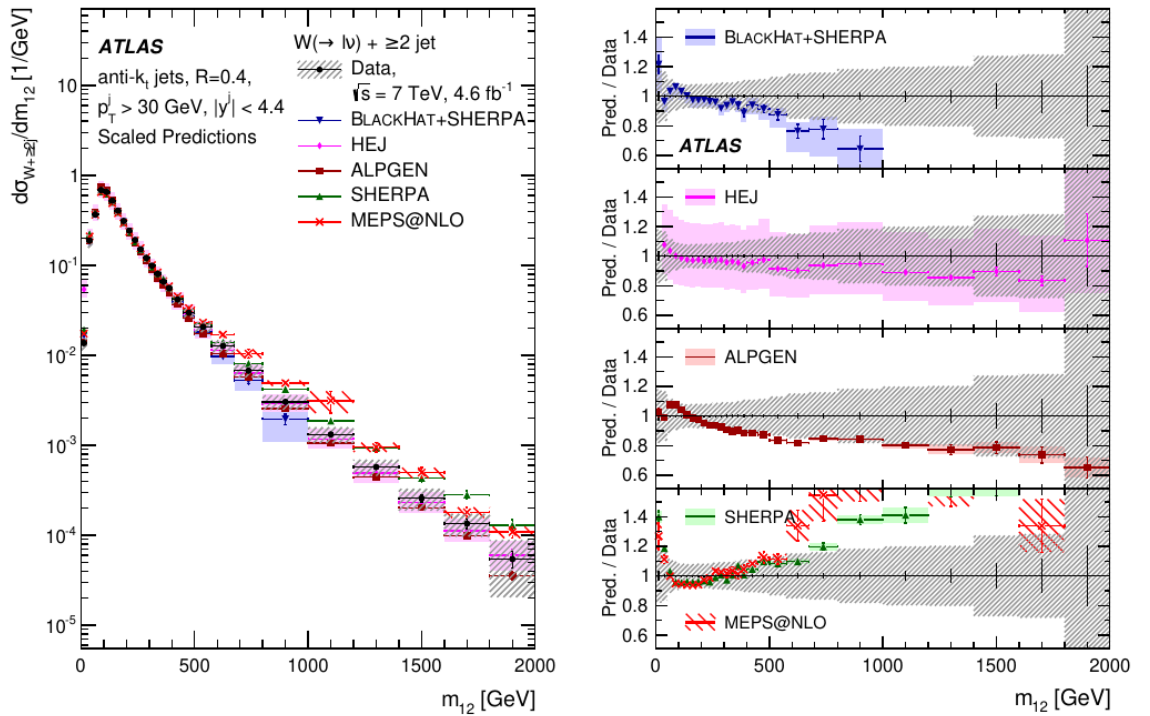 dσ_{W+≥2j}/dm_{12} [1/GeV]
ATLAS
anti-k_t jets, R=0.4,
p_T^j > 30 GeV, |y^j| < 4.4
Scaled Predictions
W(→ lν) + ≥2 jet
Data,
√s = 7 TeV, 4.6 fb^{-1}
BLACKHAT+SHERPA
HEJ
ALPGEN
SHERPA
MEPS@NLO
10
1
10^{-1}
10^{-2}
10^{-3}
10^{-4}
10^{-5}
0 500 1000 1500 2000
m_{12} [GeV]
Pred. / Data
1.4
1.2
1
0.8
0.6
BLACKHAT+SHERPA
ATLAS
Pred. / Data
1.4
1.2
1
0.8
0.6
HEJ
Pred. / Data
1.4
1.2
1
0.8
0.6
ALPGEN
Pred. / Data
1.4
1.2
1
0.8
0.6
SHERPA
MEPS@NLO
0 500 1000 1500 2000
m_{12} [GeV]